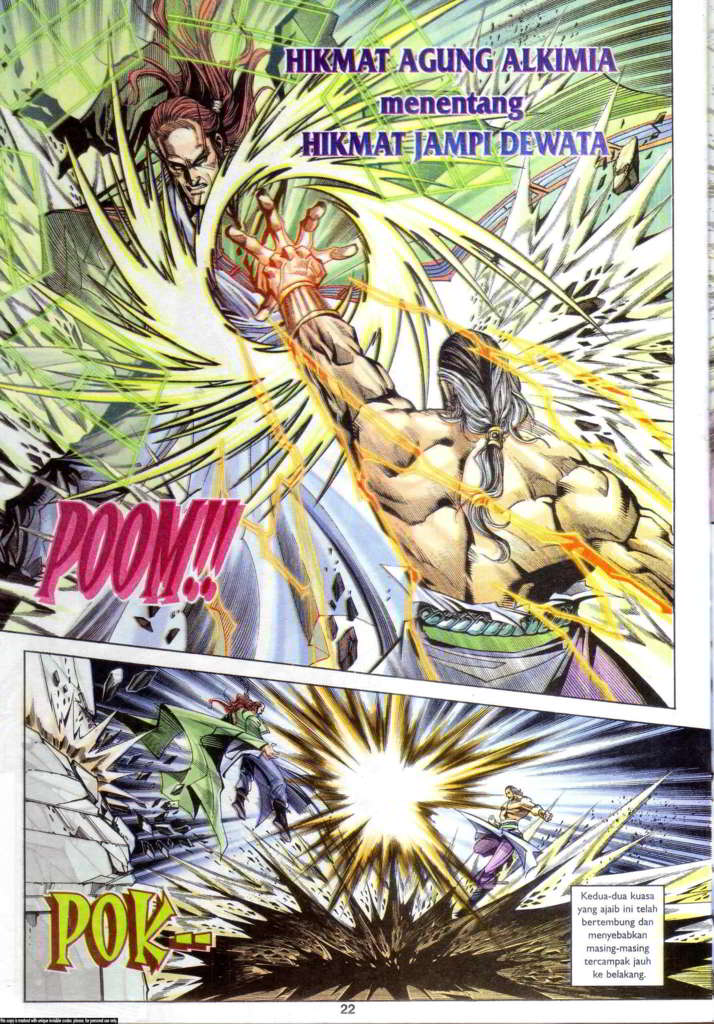 HIKMAT AGUNG ALKIMIA
menentang
HIKMAT JAMPI DEWATA
POOM!!
POK--
Kedua-dua kuasa
yang ajaib ini telah
bertembung dan
menyebabkan
masing-masing
tercampak jauh
ke belakang.
22